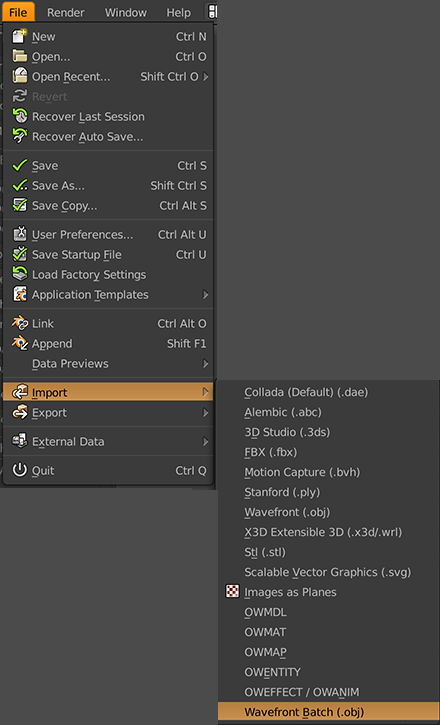 File Render Window Help
New Ctrl N
Open... Ctrl O
Open Recent... Shift Ctrl O
Revert
Recover Last Session
Recover Auto Save...
Save Ctrl S
Save As... Shift Ctrl S
Save Copy... Ctrl Alt S
User Preferences... Ctrl Alt U
Save Startup File Ctrl U
Load Factory Settings
Application Templates
Link Ctrl Alt O
Append Shift F1
Data Previews
Import
Export
External Data
Quit Ctrl Q
Collada (Default) (.dae)
Alembic (.abc)
3D Studio (.3ds)
FBX (.fbx)
Motion Capture (.bvh)
Stanford (.ply)
Wavefront (.obj)
X3D Extensible 3D (.x3d/.wrl)
Stl (.stl)
Scalable Vector Graphics (.svg)
Images as Planes
OWMDL
OWMAT
OWMAP
OWENTITY
OWEFFECT / OWANIM
Wavefront Batch (.obj)